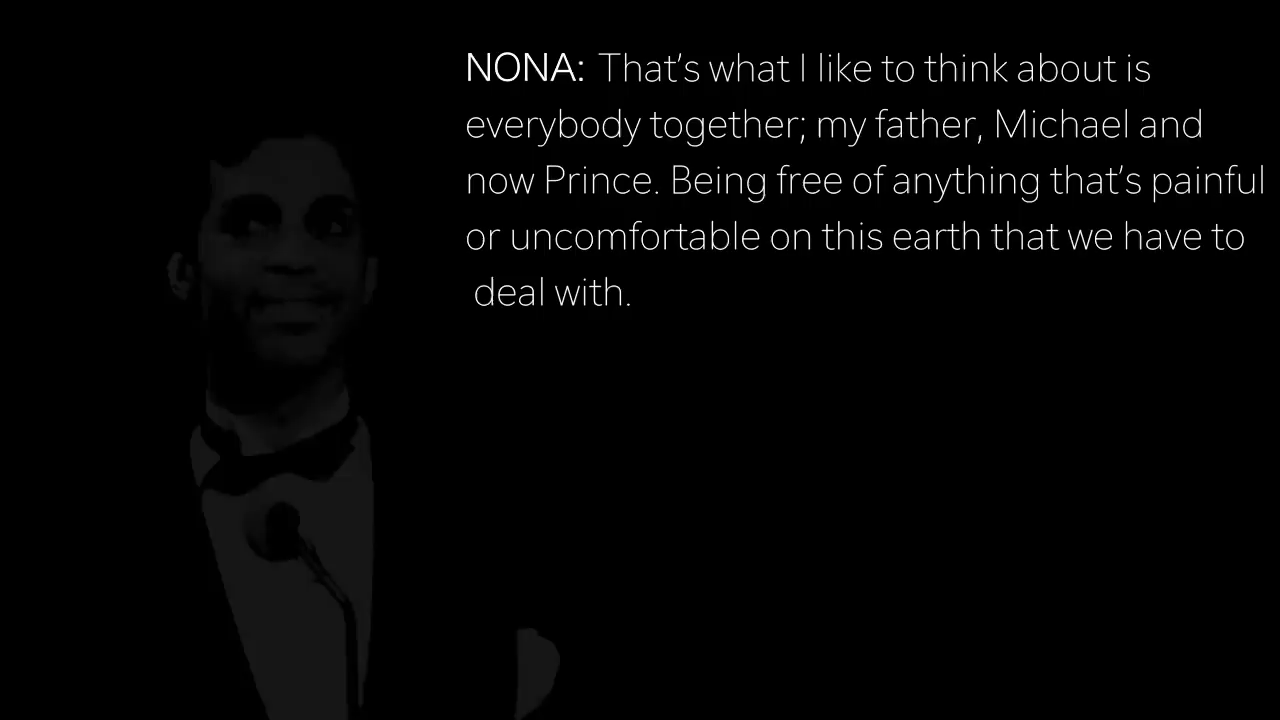 NONA: That's what I like to think about is
everybody together; my father, Michael and
now Prince. Being free of anything that's painful
or uncomfortable on this earth that we have to
deal with.